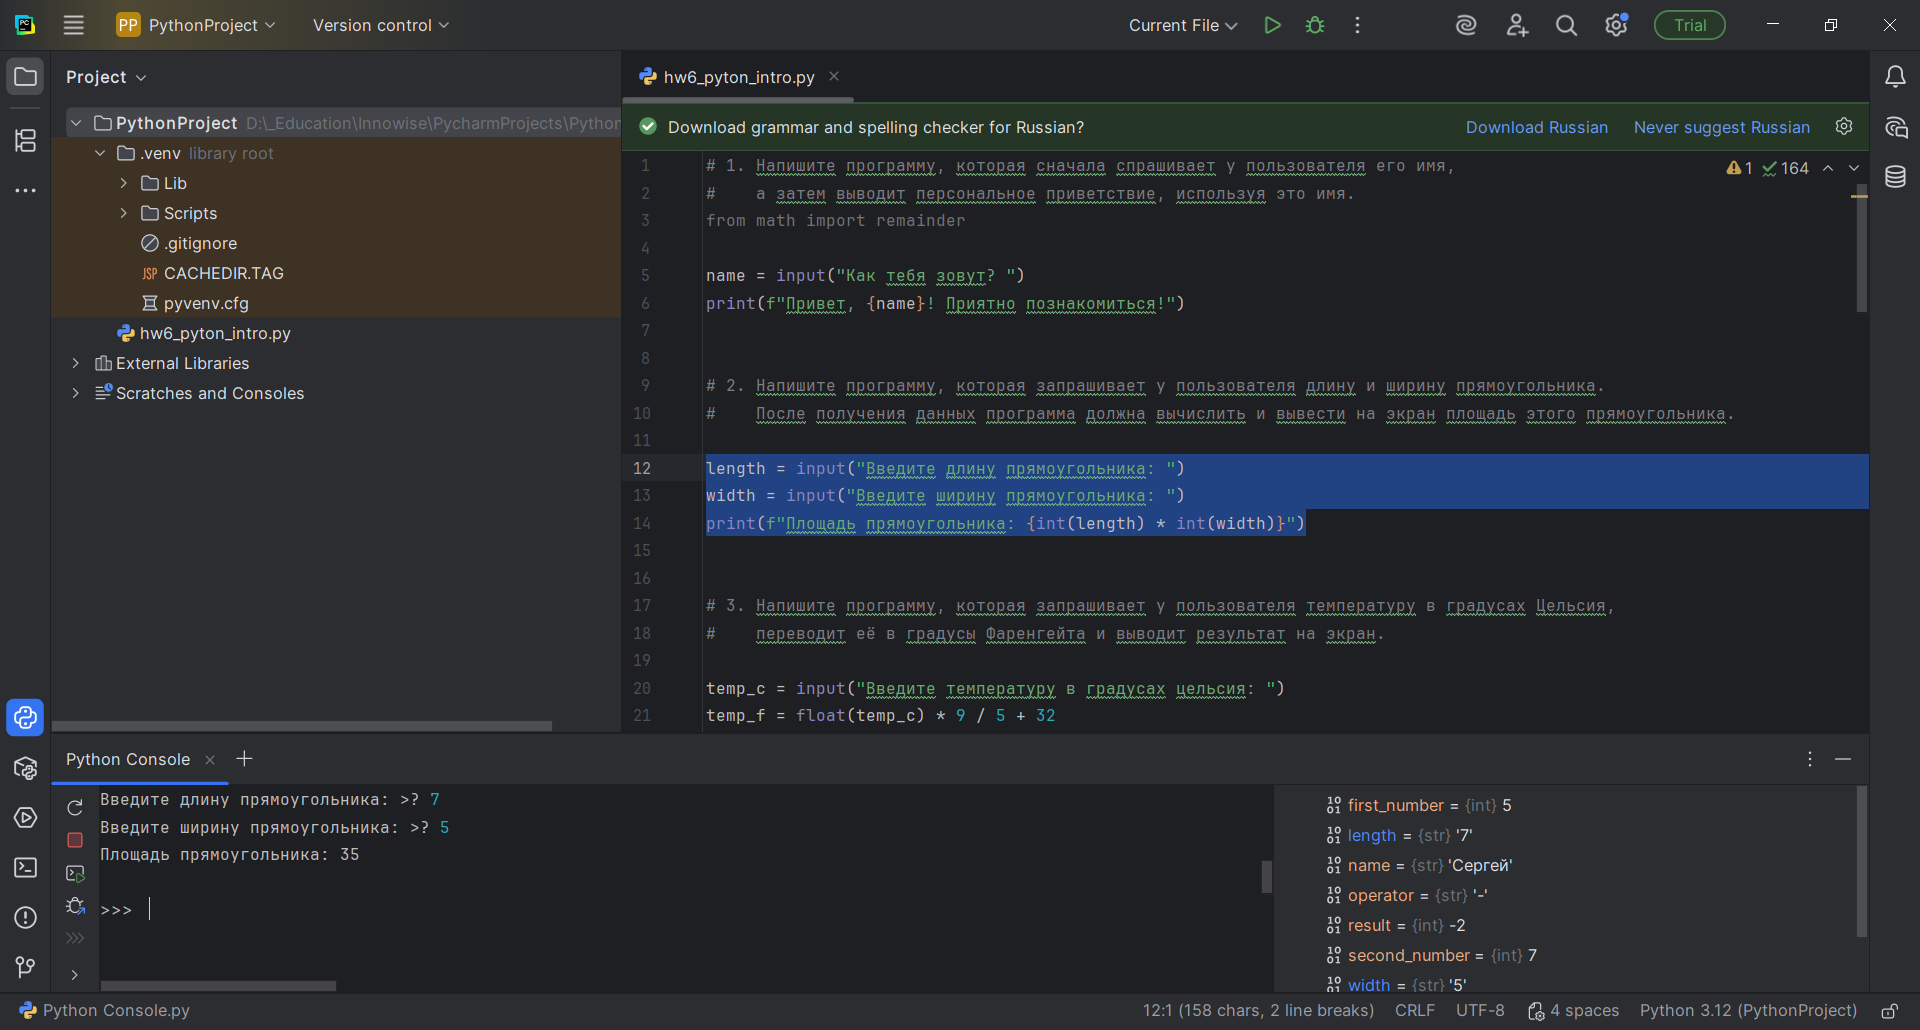 PC
PP PythonProject
Version control
Current File
Trial
Project
PythonProject D:\_Education\Innowise\PycharmProjects\Python
.venv library root
Lib
Scripts
.gitignore
JSP CACHEDIR.TAG
pyvenv.cfg
hw6_pyton_intro.py
External Libraries
Scratches and Consoles
hw6_pyton_intro.py
Download grammar and spelling checker for Russian?
Download Russian
Never suggest Russian
1 164
1 # 1. Напишите программу, которая сначала спрашивает у пользователя его имя,
2 #    а затем выводит персональное приветствие, используя это имя.
3 from math import remainder
4
5 name = input("Как тебя зовут? ")
6 print(f"Привет, {name}! Приятно познакомиться!")
7
8
9 # 2. Напишите программу, которая запрашивает у пользователя длину и ширину прямоугольника.
10 #    После получения данных программа должна вычислить и вывести на экран площадь этого прямоугольника.
11
12 length = input("Введите длину прямоугольника: ")
13 width = input("Введите ширину прямоугольника: ")
14 print(f"Площадь прямоугольника: {int(length) * int(width)}")
15
16
17 # 3. Напишите программу, которая запрашивает у пользователя температуру в градусах Цельсия,
18 #    переводит её в градусы Фаренгейта и выводит результат на экран.
19
20 temp_c = input("Введите температуру в градусах цельсия: ")
21 temp_f = float(temp_c) * 9 / 5 + 32
Python Console
Введите длину прямоугольника: >? 7
Введите ширину прямоугольника: >? 5
Площадь прямоугольника: 35
>>>
first_number = {int} 5
length = {str} '7'
name = {str} 'Сергей'
operator = {str} '-'
result = {int} -2
second_number = {int} 7
width = {str} '5'
Python Console.py
12:1 (158 chars, 2 line breaks)
CRLF
UTF-8
4 spaces
Python 3.12 (PythonProject)